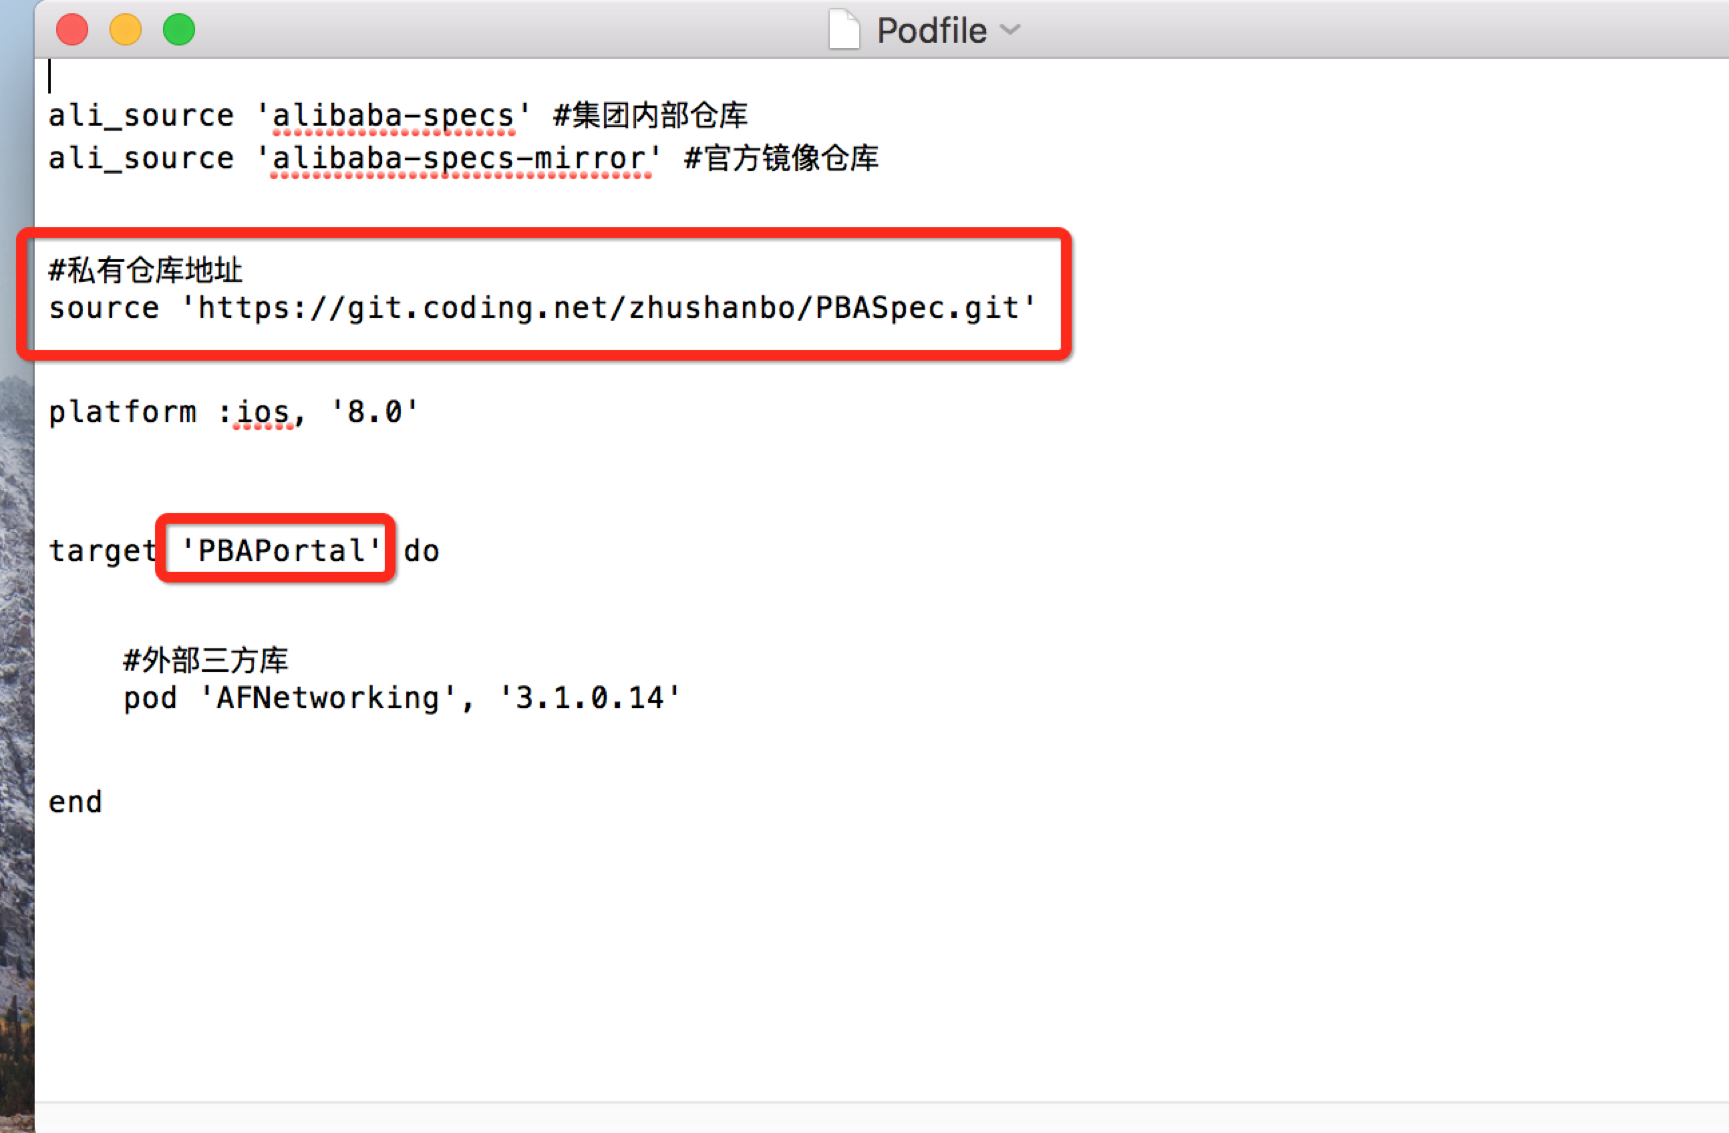 Podfile
ali_source 'alibaba-specs' #集团内部仓库
ali_source 'alibaba-specs-mirror' #官方镜像仓库
#私有仓库地址
source 'https://git.coding.net/zhushanbo/PBASpec.git'
platform :ios, '8.0'
target 'PBAPortal' do
#外部三方库
pod 'AFNetworking', '3.1.0.14'
end